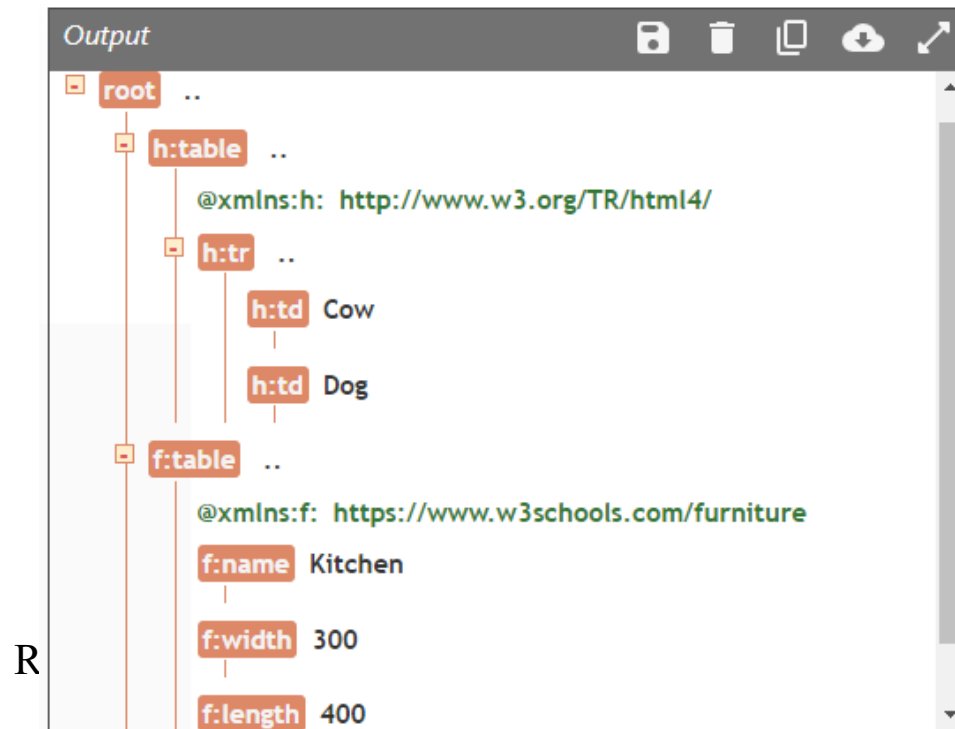 Output
- root ..
- h:table ..
@xmlns:h: http://www.w3.org/TR/html4/
- h:tr ..
h:td Cow
h:td Dog
- f:table ..
@xmlns:f: https://www.w3schools.com/furniture
f:name Kitchen
f:width 300
R
f:length 400